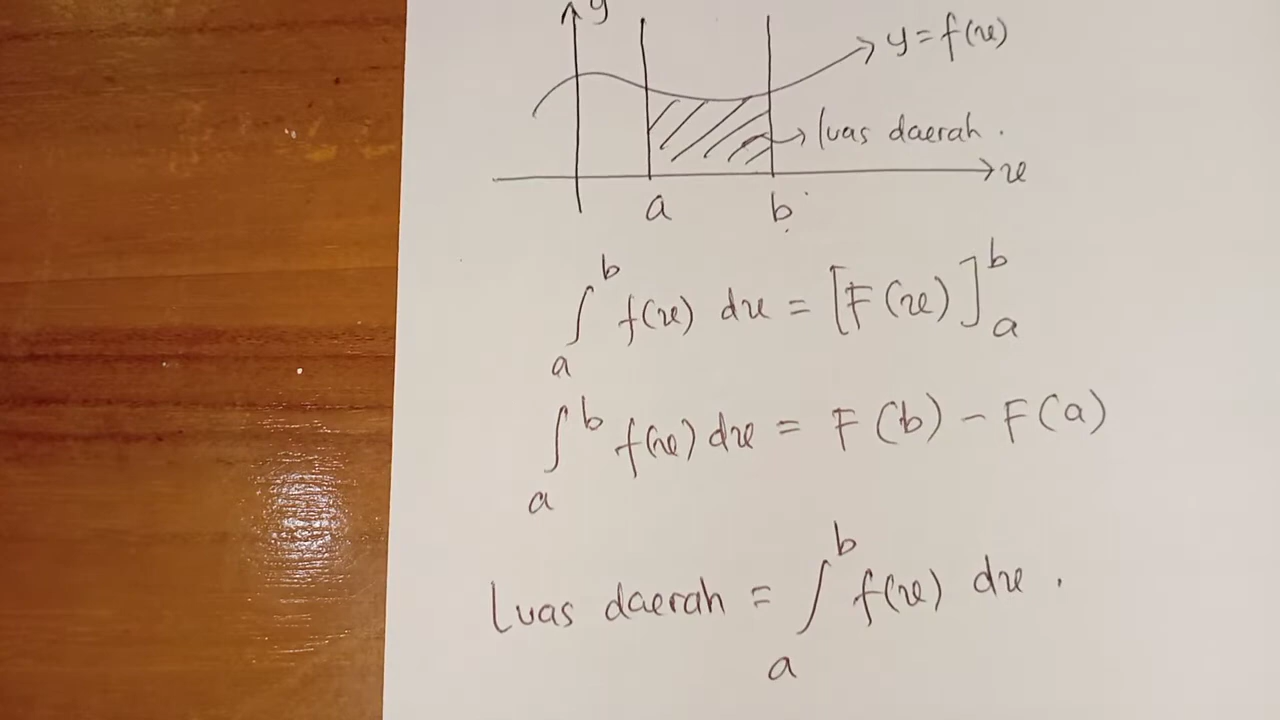 y
y = f(x)
luas daerah .
x
a b
∫_a^b f(x) dx = [F(x)]_a^b
∫_a^b f(x) dx = F(b) - F(a)
Luas daerah = ∫_a^b f(x) dx .